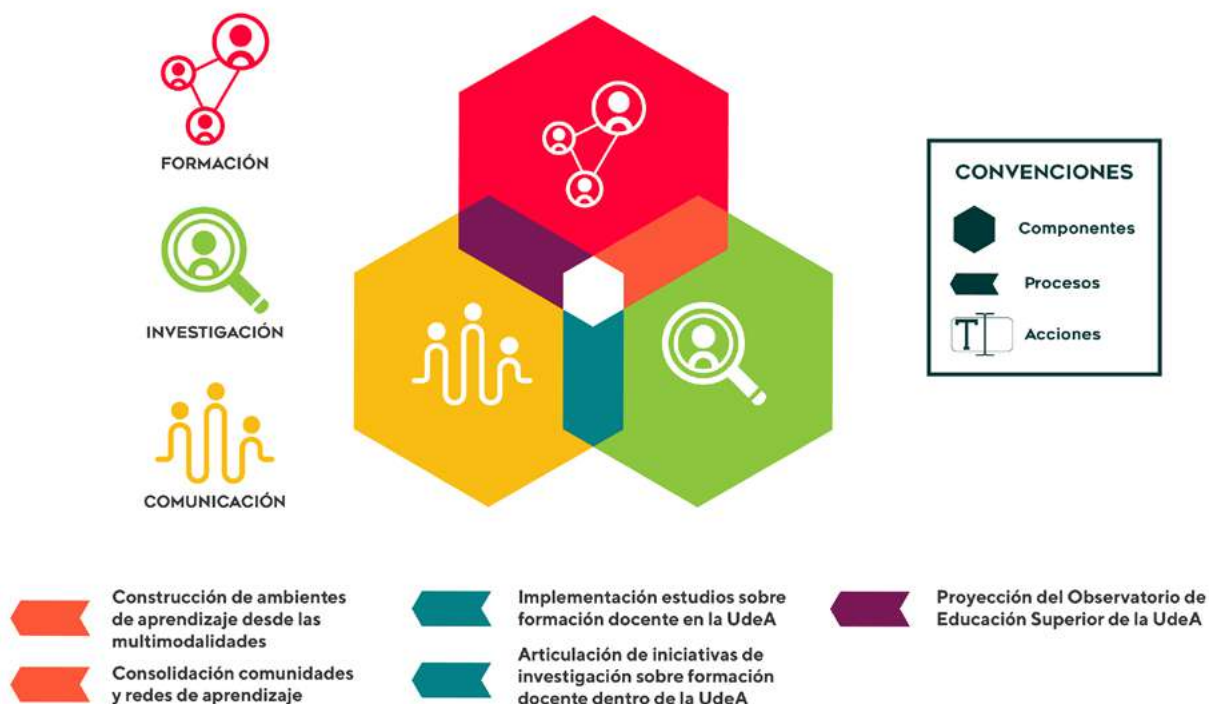 FORMACIÓN
INVESTIGACIÓN
COMUNICACIÓN
CONVENCIONES
Componentes
Procesos
T
Acciones
Construcción de ambientes
de aprendizaje desde las
multimodalidades
Consolidación comunidades
y redes de aprendizaje
Implementación estudios sobre
formación docente en la UdeA
Articulación de iniciativas de
investigación sobre formación
docente dentro de la UdeA
Proyección del Observatorio de
Educación Superior de la UdeA